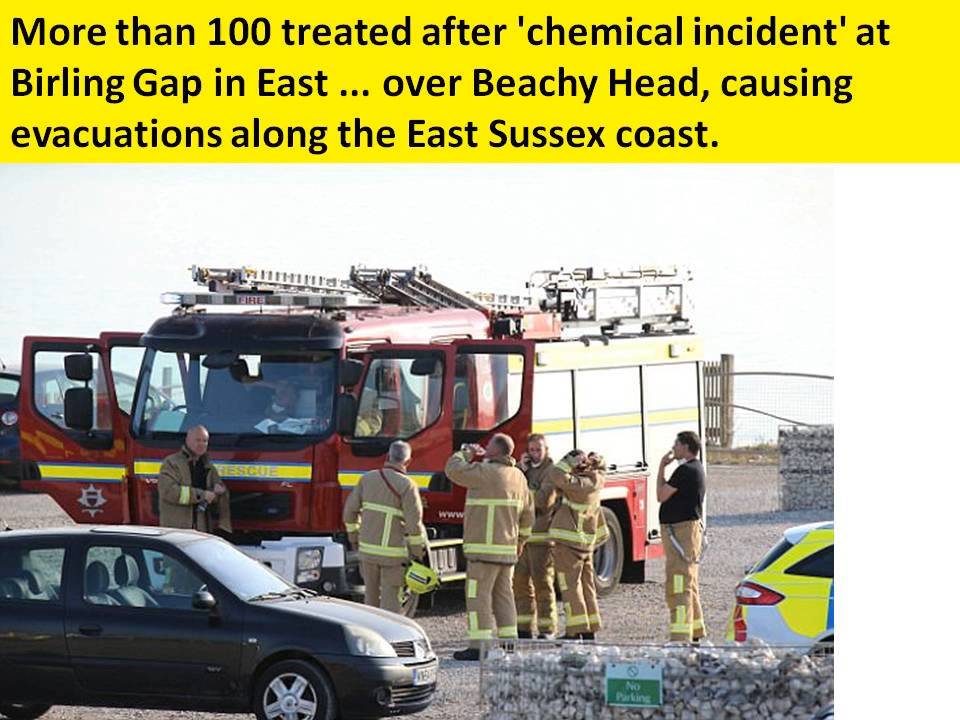 More than 100 treated after 'chemical incident' at
Birling Gap in East ... over Beachy Head, causing
evacuations along the East Sussex coast.
FIRE
RESCUE
www
No
Parking